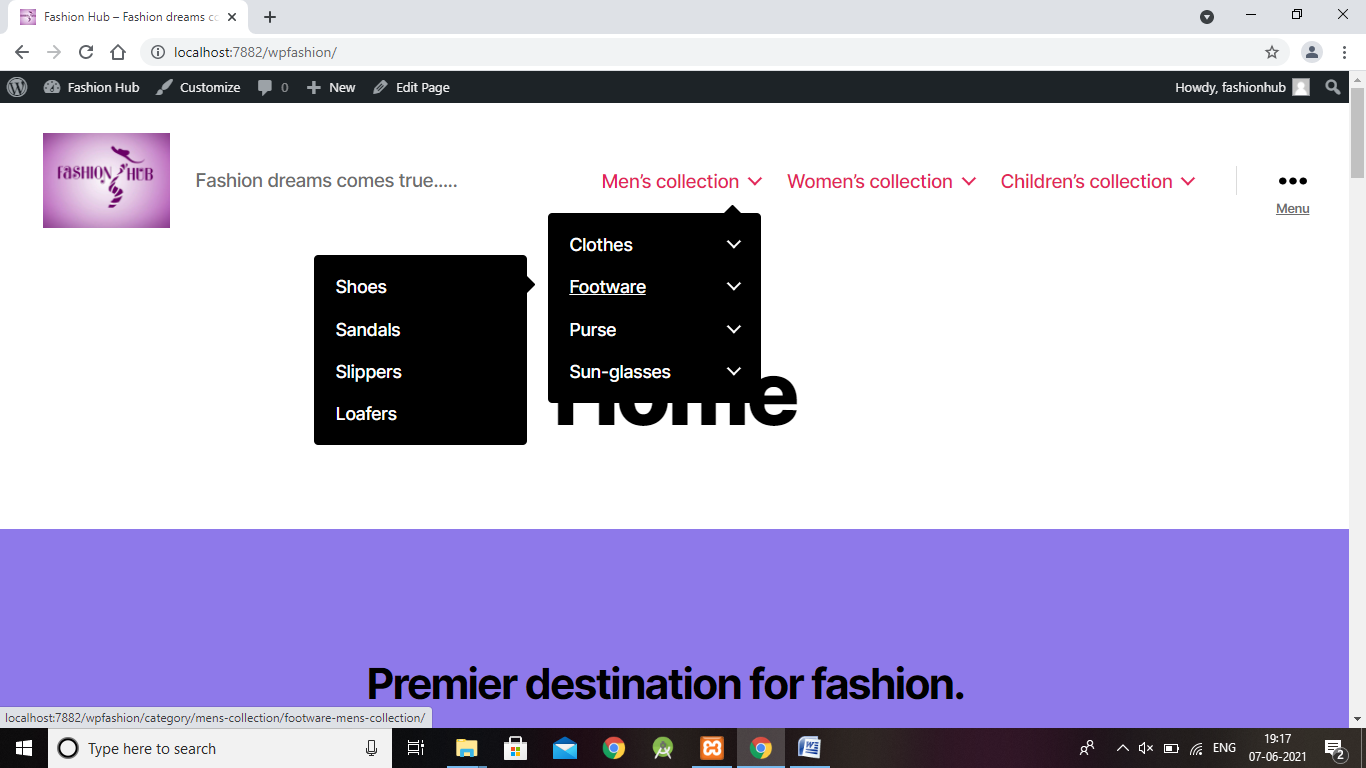 Fashion Hub – Fashion dreams co
localhost:7882/wpfashion/
Fashion Hub Customize 0 New Edit Page Howdy, fashionhub
FASHION HUB
Fashion dreams comes true.....
Men's collection Women's collection Children's collection
Menu
Clothes
Footware
Purse
Sun-glasses
Shoes
Sandals
Slippers
Loafers
Home
Premier destination for fashion.
localhost:7882/wpfashion/category/mens-collection/footware-mens-collection/
Type here to search
ENG
19:17
07-06-2021
2